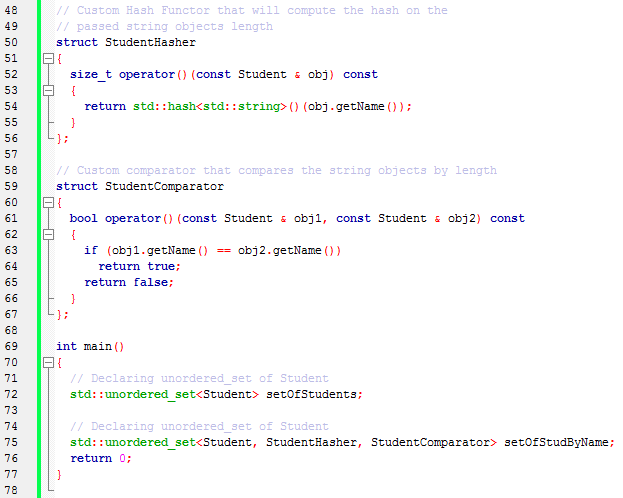 48 // Custom Hash Functor that will compute the hash on the
49 // passed string objects length
50 struct StudentHasher
51 {
52   size_t operator()(const Student & obj) const
53   {
54     return std::hash<std::string>()(obj.getName());
55   }
56 };
57
58 // Custom comparator that compares the string objects by length
59 struct StudentComparator
60 {
61   bool operator()(const Student & obj1, const Student & obj2) const
62   {
63     if (obj1.getName() == obj2.getName())
64       return true;
65     return false;
66   }
67 };
68
69 int main()
70 {
71   // Declaring unordered_set of Student
72   std::unordered_set<Student> setOfStudents;
73
74   // Declaring unordered_set of Student
75   std::unordered_set<Student, StudentHasher, StudentComparator> setOfStudByName;
76   return 0;
77 }
78